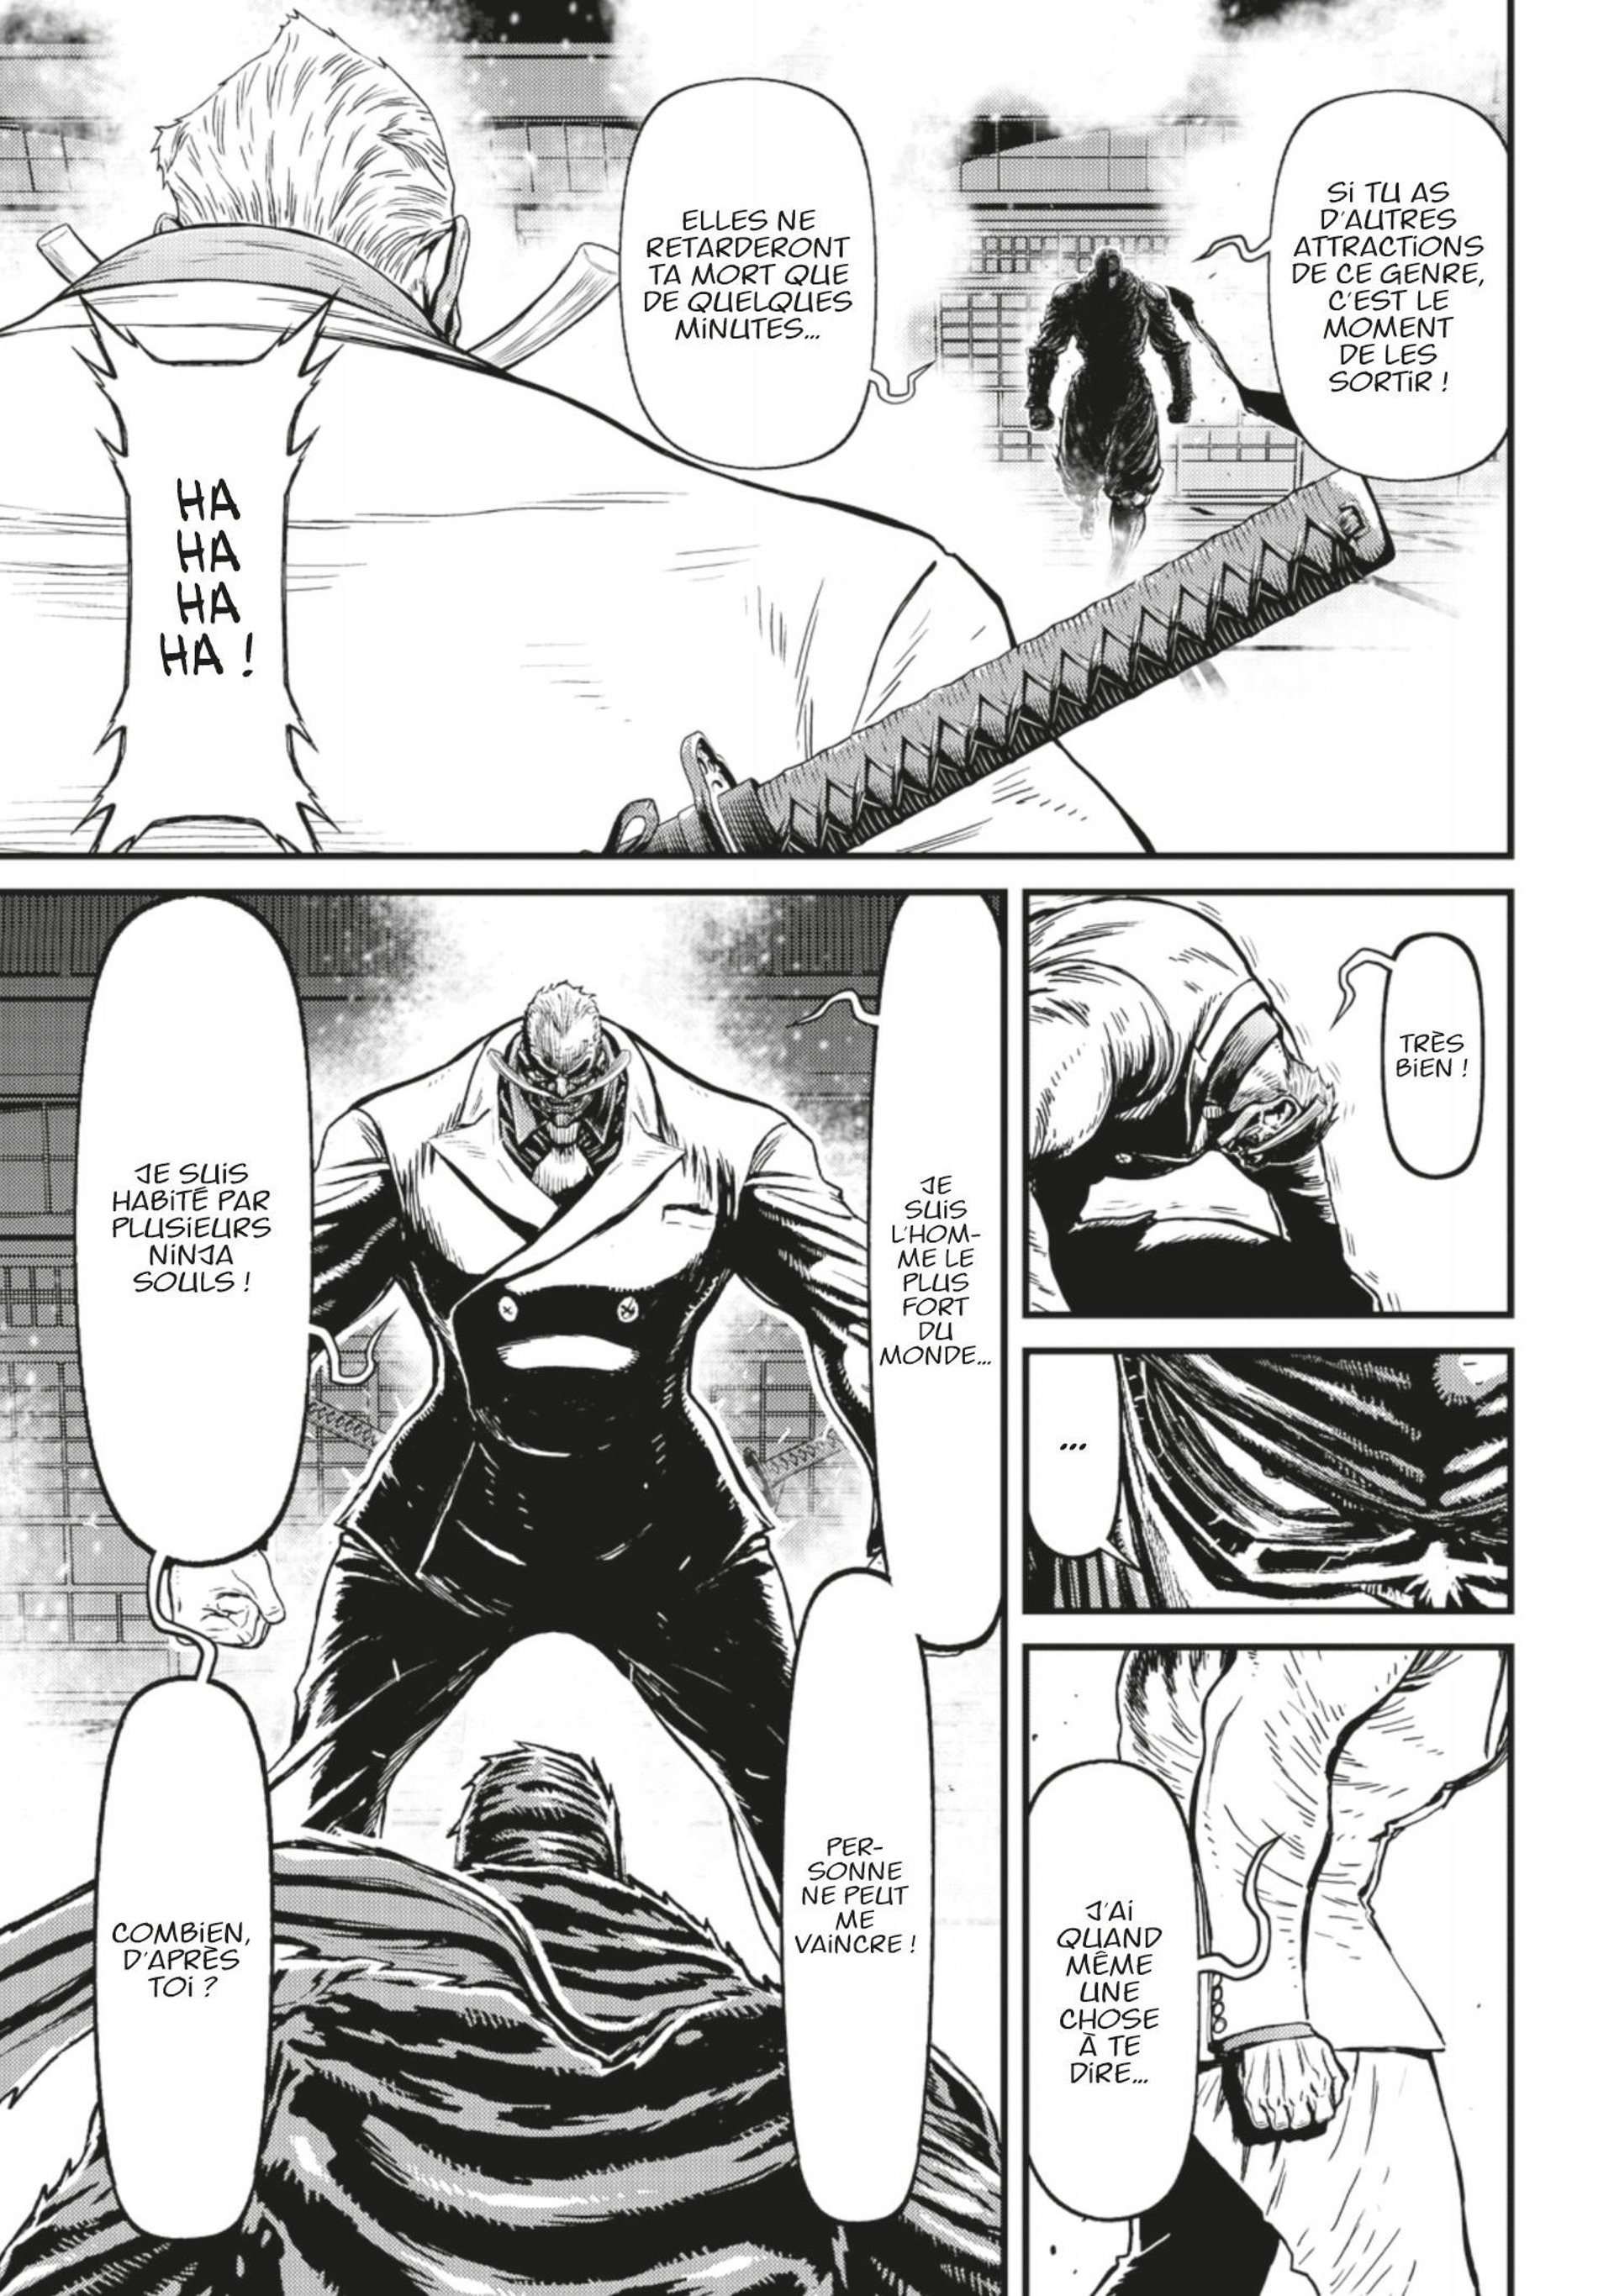 Si TU AS
D'AUTRES
ATTRACTIONS
DE CE GENRE,
C'EST LE
MOMENT
DE LES
SORTIR !
ELLES NE
RETARDERONT
TA MORT QUE
DE QUELQUES
MINUTES...
HA
HA
HA
HA !
TRÈS
BIEN !
...
J'AI
QUAND
MÊME
UNE
CHOSE
À TE
DIRE...
JE
SUIS
L'HOM-
ME LE
PLUS
FORT
DU
MONDE...
PER-
SONNE
NE PEUT
ME
VAINCRE !
JE SUIS
HABITÉ PAR
PLUSIEURS
NINJA
SOULS !
COMBIEN,
D'APRÈS
TOI ?